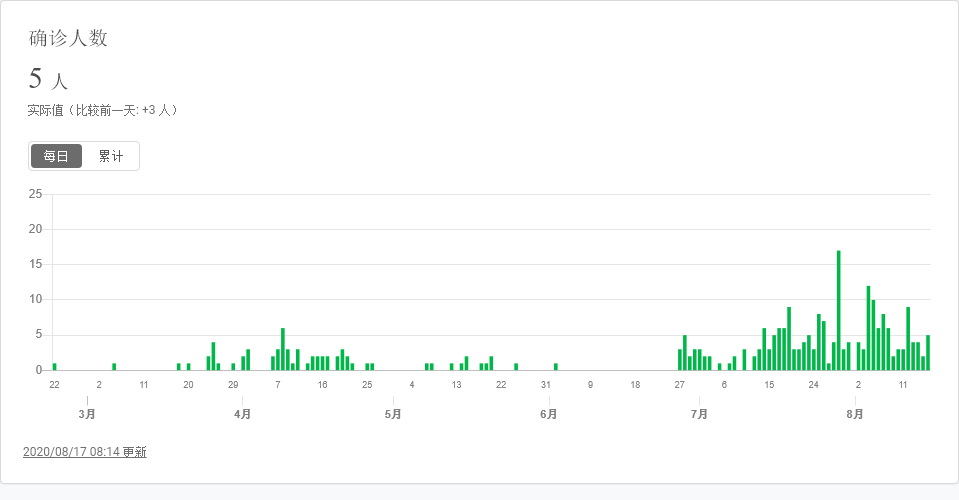 确诊人数
5 人
实际值（比较前一天: +3 人）
每日 累计
25
20
15
10
5
0
22 2 11 20 29 7 16 25 4 13 22 31 9 18 27 6 15 24 2 11
3月 4月 5月 6月 7月 8月
2020/08/17 08:14 更新